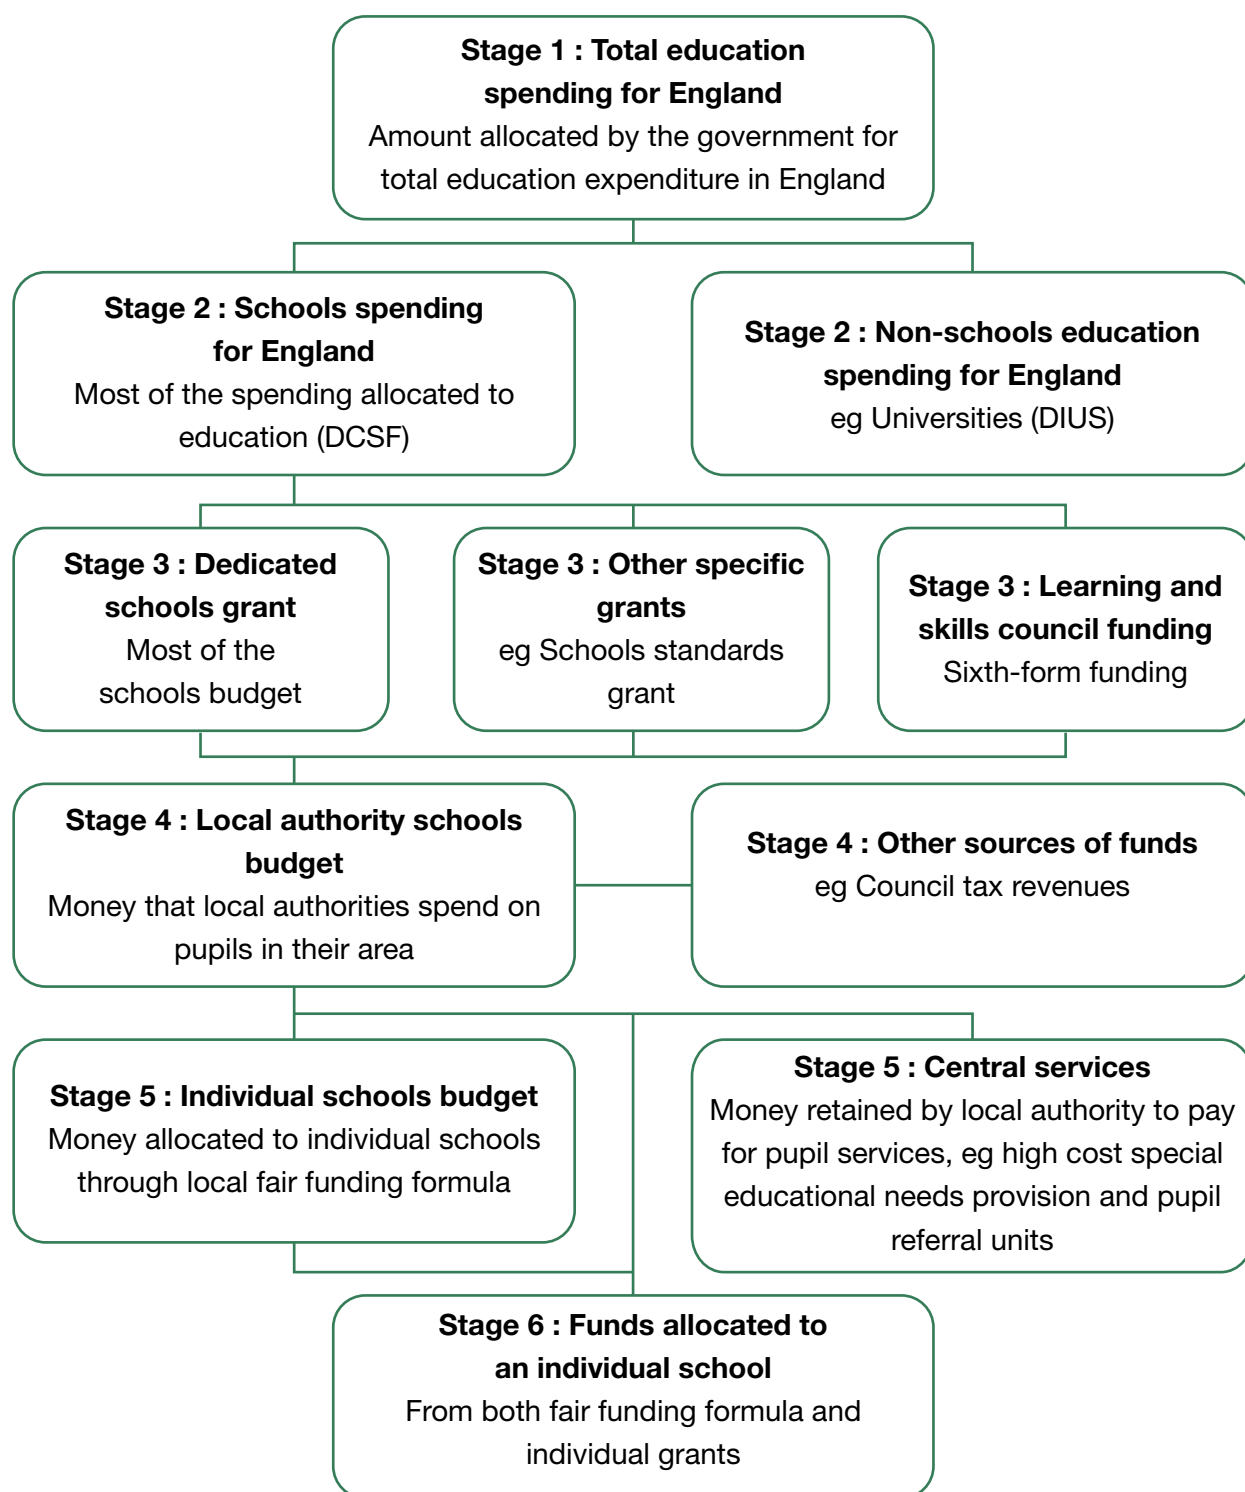 Stage 1 : Total education
spending for England
Amount allocated by the government for
total education expenditure in England
Stage 2 : Schools spending
for England
Most of the spending allocated to
education (DCSF)
Stage 2 : Non-schools education
spending for England
eg Universities (DIUS)
Stage 3 : Dedicated
schools grant
Most of the
schools budget
Stage 3 : Other specific
grants
eg Schools standards
grant
Stage 3 : Learning and
skills council funding
Sixth-form funding
Stage 4 : Local authority schools
budget
Money that local authorities spend on
pupils in their area
Stage 4 : Other sources of funds
eg Council tax revenues
Stage 5 : Individual schools budget
Money allocated to individual schools
through local fair funding formula
Stage 5 : Central services
Money retained by local authority to pay
for pupil services, eg high cost special
educational needs provision and pupil
referral units
Stage 6 : Funds allocated to
an individual school
From both fair funding formula and
individual grants